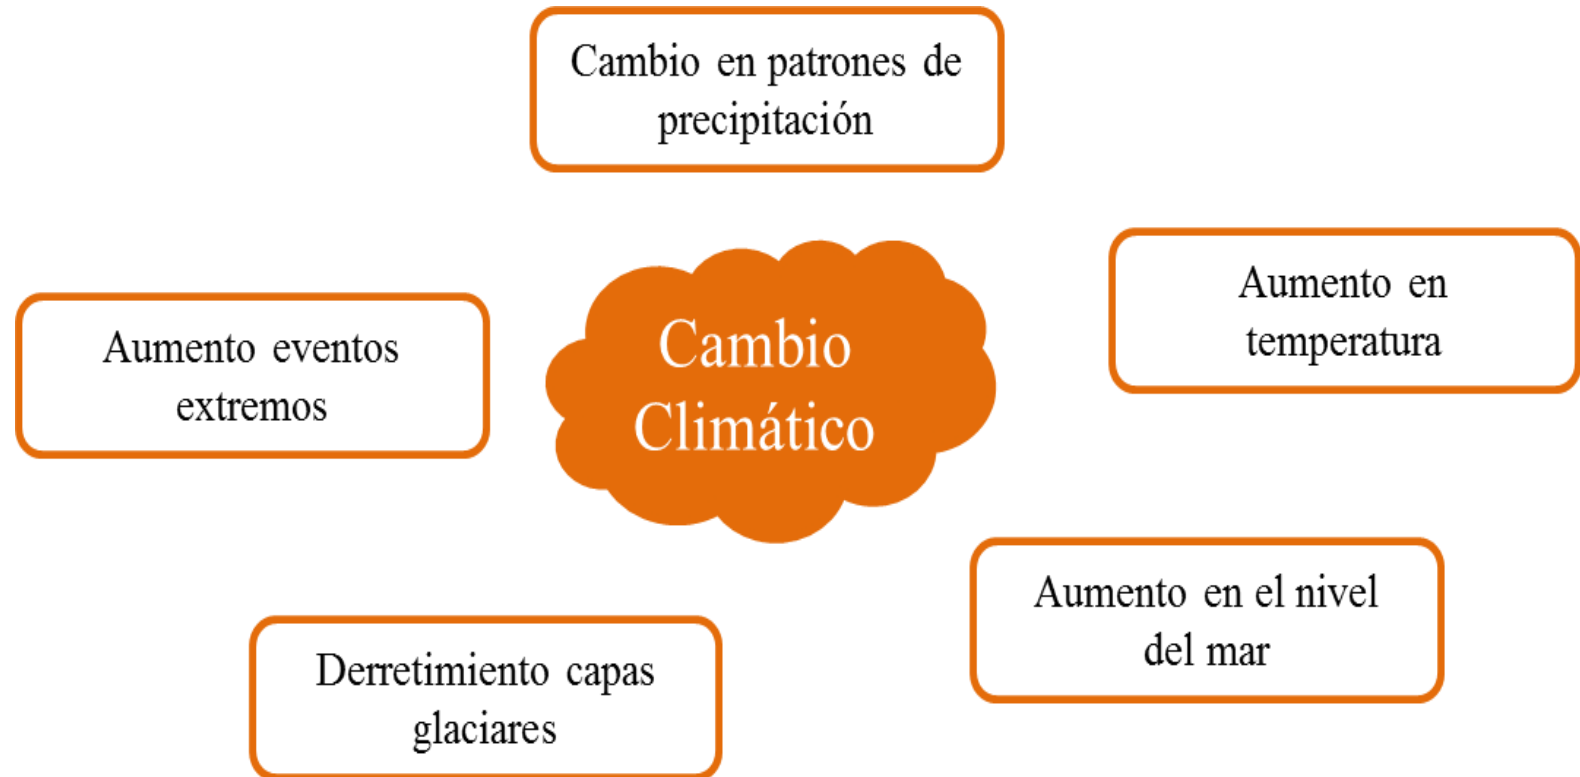 Cambio en patrones de
precipitación
Aumento en
temperatura
Aumento eventos
extremos
Cambio
Climático
Aumento en el nivel
del mar
Derretimiento capas
glaciares